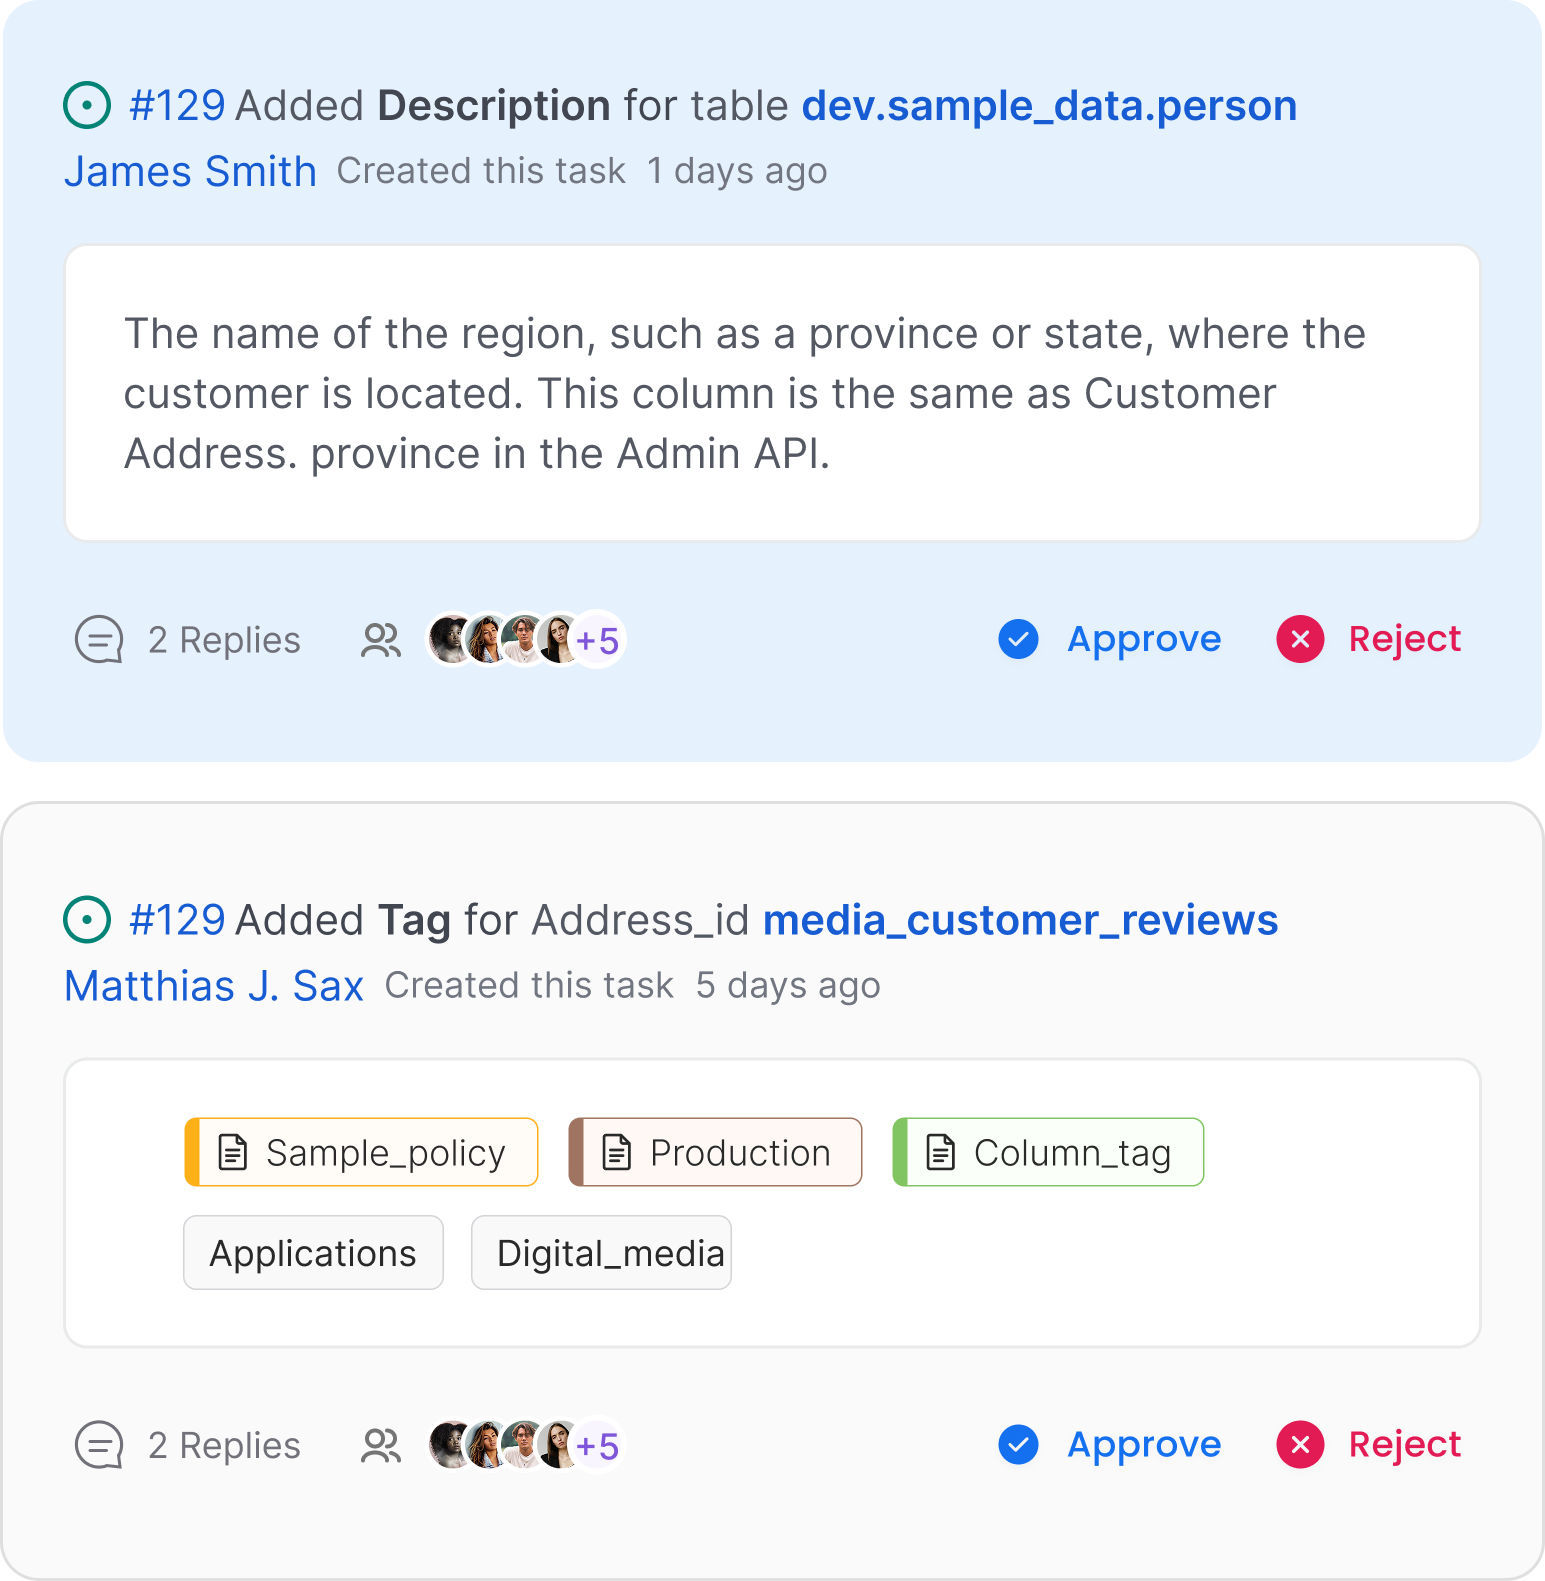 #129 Added Description for table dev.sample_data.person
James Smith Created this task 1 days ago
The name of the region, such as a province or state, where the
customer is located. This column is the same as Customer
Address. province in the Admin API.
2 Replies +5 Approve Reject
#129 Added Tag for Address_id media_customer_reviews
Matthias J. Sax Created this task 5 days ago
Sample_policy Production Column_tag
Applications Digital_media
2 Replies +5 Approve Reject